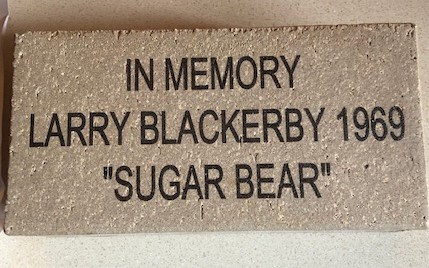 IN MEMORY
LARRY BLACKERBY 1969
"SUGAR BEAR"